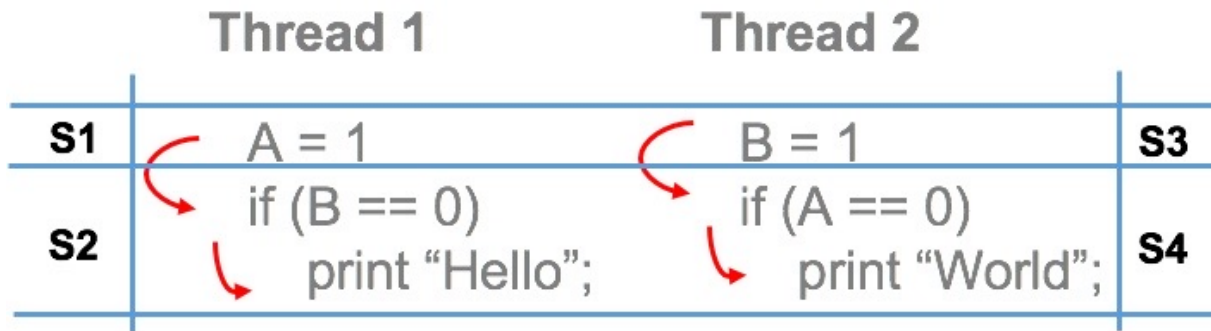 Thread 1 Thread 2
S1 A = 1 B = 1 S3
if (B == 0) if (A == 0)
S2 S4
print “Hello”; print “World”;